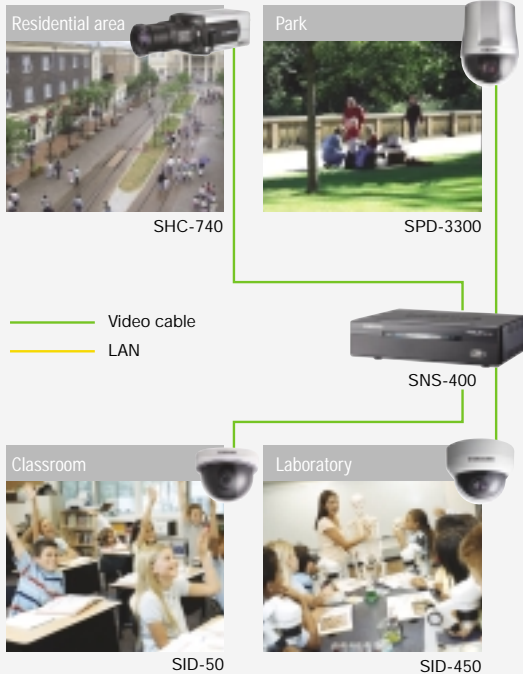 Residential area
Park
SHC-740
SPD-3300
Video cable
LAN
SNS-400
Classroom
Laboratory
SID-50
SID-450